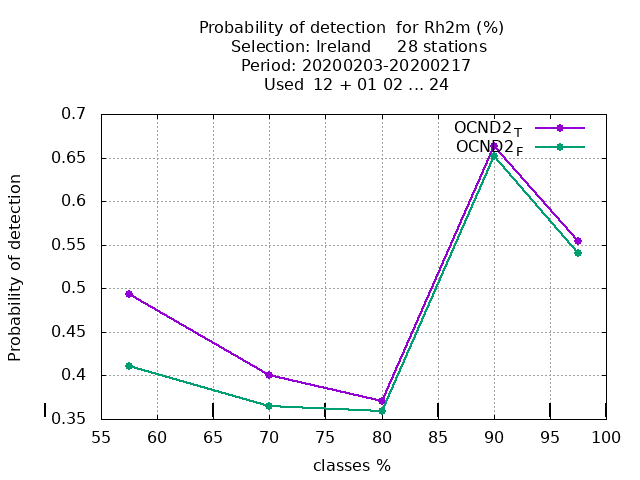 Probability of detection  for Rh2m (%)
Selection: Ireland     28 stations
Period: 20200203-20200217
Used  12 + 01 02 ... 24
OCND2T
OCND2F
Probability of detection
0.7
0.65
0.6
0.55
0.5
0.45
0.4
0.35
55 60 65 70 75 80 85 90 95 100
classes %